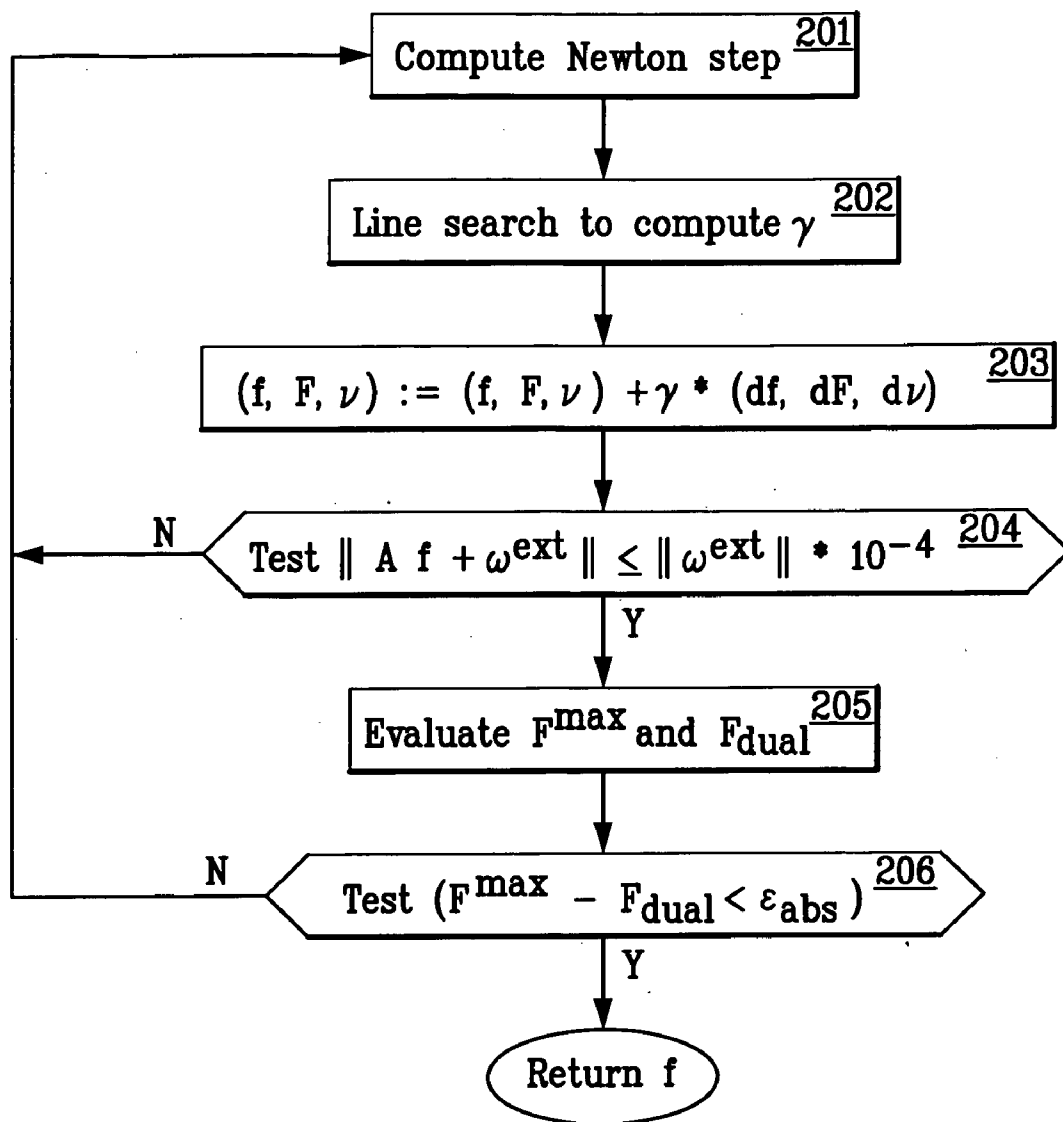 Compute Newton step 201
Line search to compute γ 202
(f, F, ν) := (f, F, ν) + γ * (df, dF, dν) 203
N
Test ‖ A f + ω^ext ‖ ≤ ‖ ω^ext ‖ * 10^−4 204
Y
Evaluate F^max and F_dual 205
N
Test (F^max − F_dual < ε_abs) 206
Y
Return f